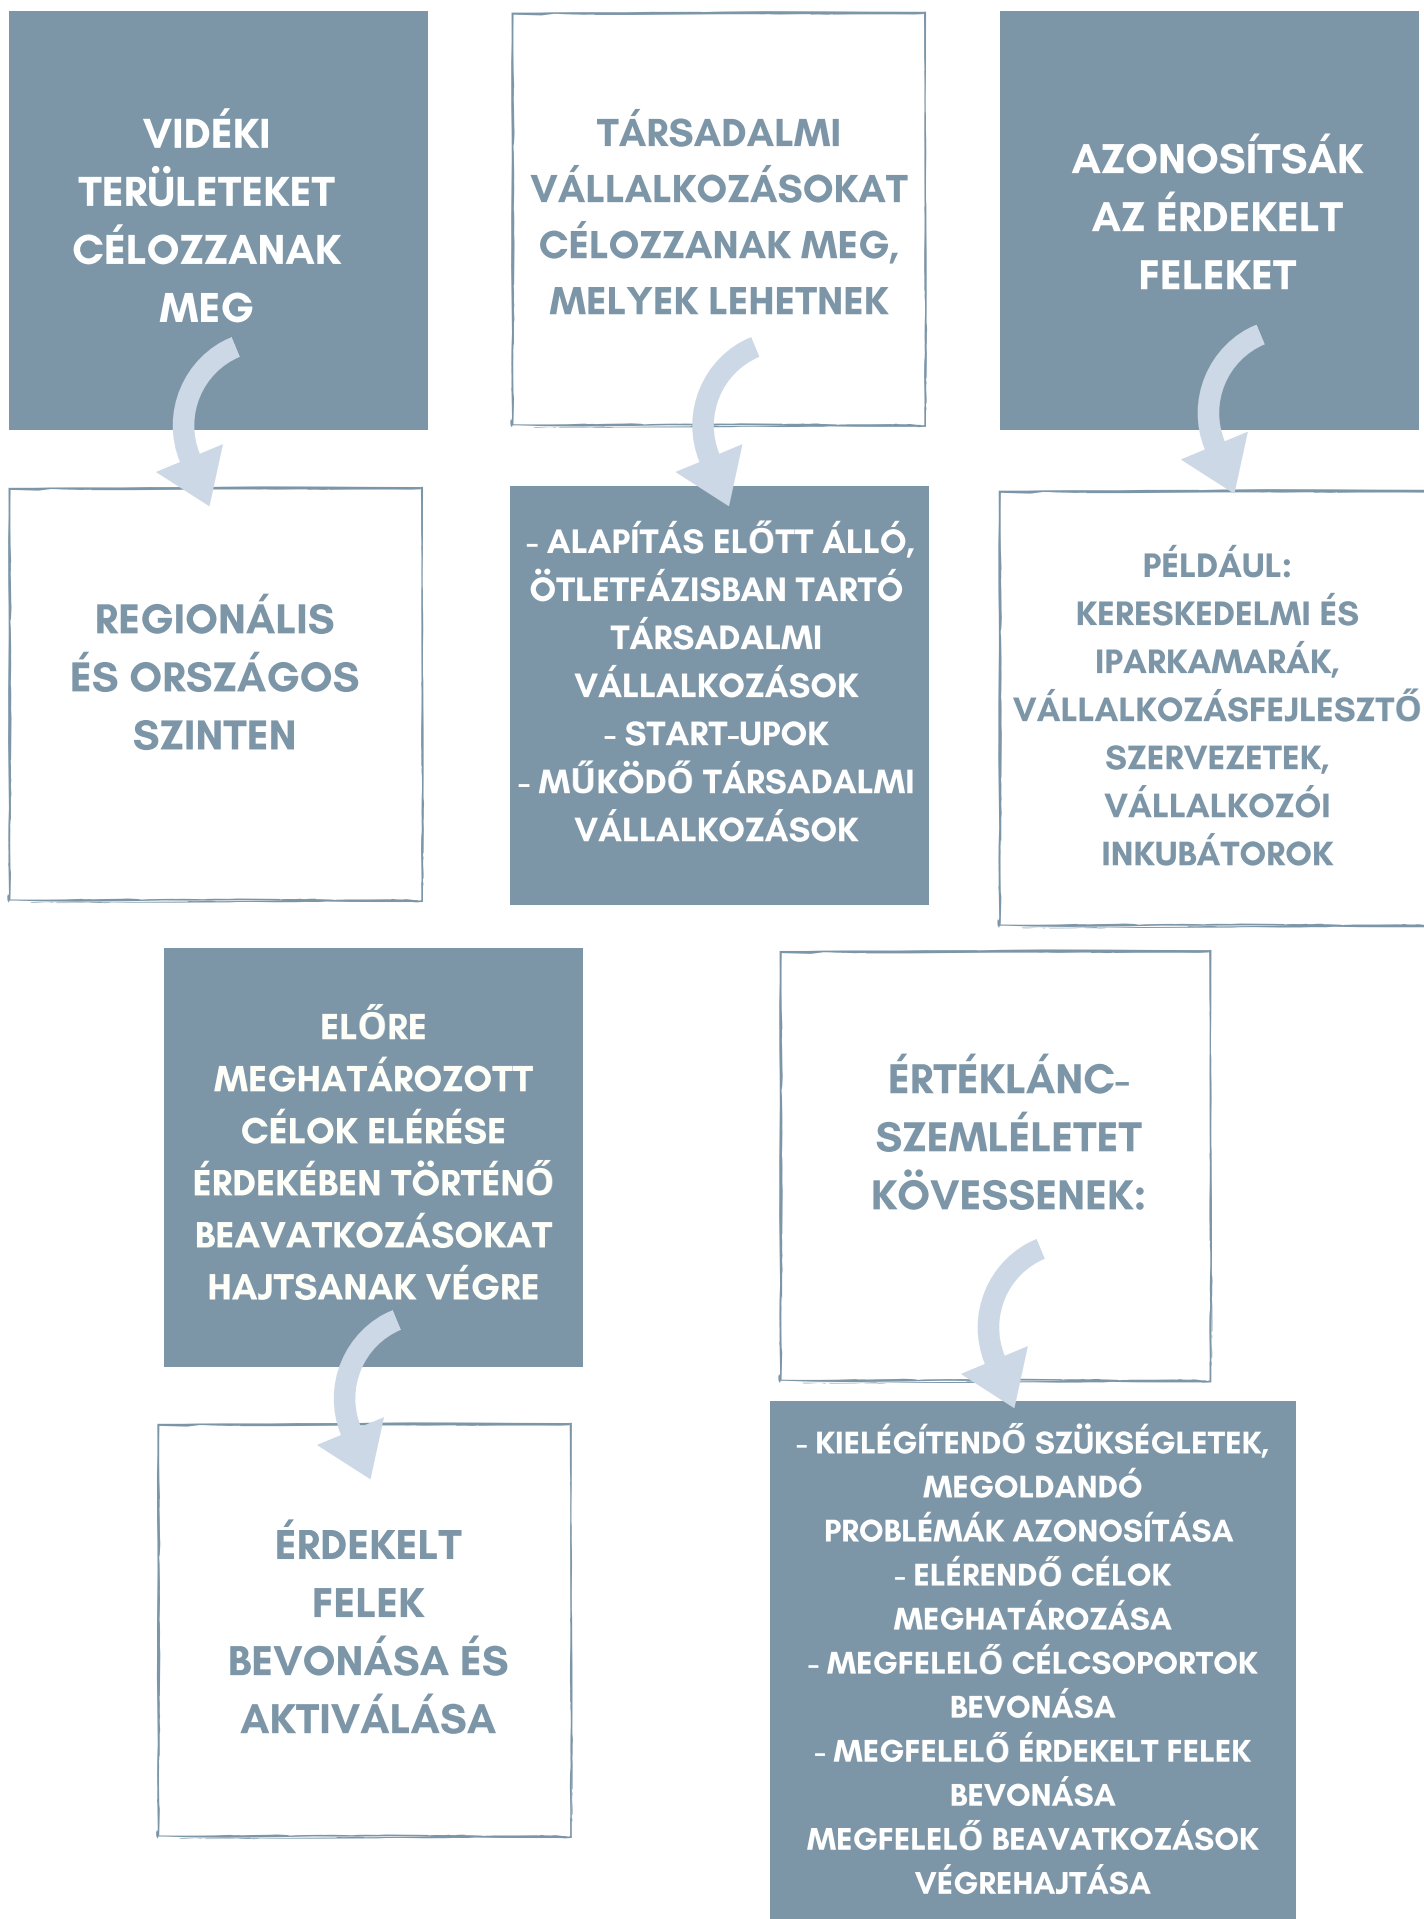 VIDÉKI
TERÜLETEKET
CÉLOZZANAK
MEG
REGIONÁLIS
ÉS ORSZÁGOS
SZINTEN
TÁRSADALMI
VÁLLALKOZÁSOKAT
CÉLOZZANAK MEG,
MELYEK LEHETNEK
- ALAPÍTÁS ELŐTT ÁLLÓ,
ÖTLETFÁZISBAN TARTÓ
TÁRSADALMI
VÁLLALKOZÁSOK
- START-UPOK
- MŰKÖDŐ TÁRSADALMI
VÁLLALKOZÁSOK
AZONOSÍTSÁK
AZ ÉRDEKELT
FELEKET
PÉLDÁUL:
KERESKEDELMI ÉS
IPARKAMARÁK,
VÁLLALKOZÁSFEJLESZTŐ
SZERVEZETEK,
VÁLLALKOZÓI
INKUBÁTOROK
ELŐRE
MEGHATÁROZOTT
CÉLOK ELÉRÉSE
ÉRDEKÉBEN TÖRTÉNŐ
BEAVATKOZÁSOKAT
HAJTSANAK VÉGRE
ÉRDEKELT
FELEK
BEVONÁSA ÉS
AKTIVÁLÁSA
ÉRTÉKLÁNC-
SZEMLÉLETET
KÖVESSENEK:
- KIELÉGÍTENDŐ SZÜKSÉGLETEK,
MEGOLDANDÓ
PROBLÉMÁK AZONOSÍTÁSA
- ELÉRENDŐ CÉLOK
MEGHATÁROZÁSA
- MEGFELELŐ CÉLCSOPORTOK
BEVONÁSA
- MEGFELELŐ ÉRDEKELT FELEK
BEVONÁSA
MEGFELELŐ BEAVATKOZÁSOK
VÉGREHAJTÁSA